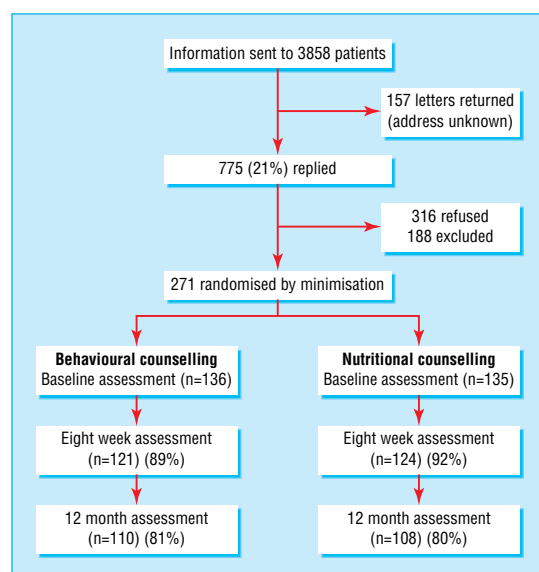 Information sent to 3858 patients
157 letters returned
(address unknown)
775 (21%) replied
316 refused
188 excluded
271 randomised by minimisation
Behavioural counselling
Baseline assessment (n=136)
Nutritional counselling
Baseline assessment (n=135)
Eight week assessment
(n=121) (89%)
Eight week assessment
(n=124) (92%)
12 month assessment
(n=110) (81%)
12 month assessment
(n=108) (80%)